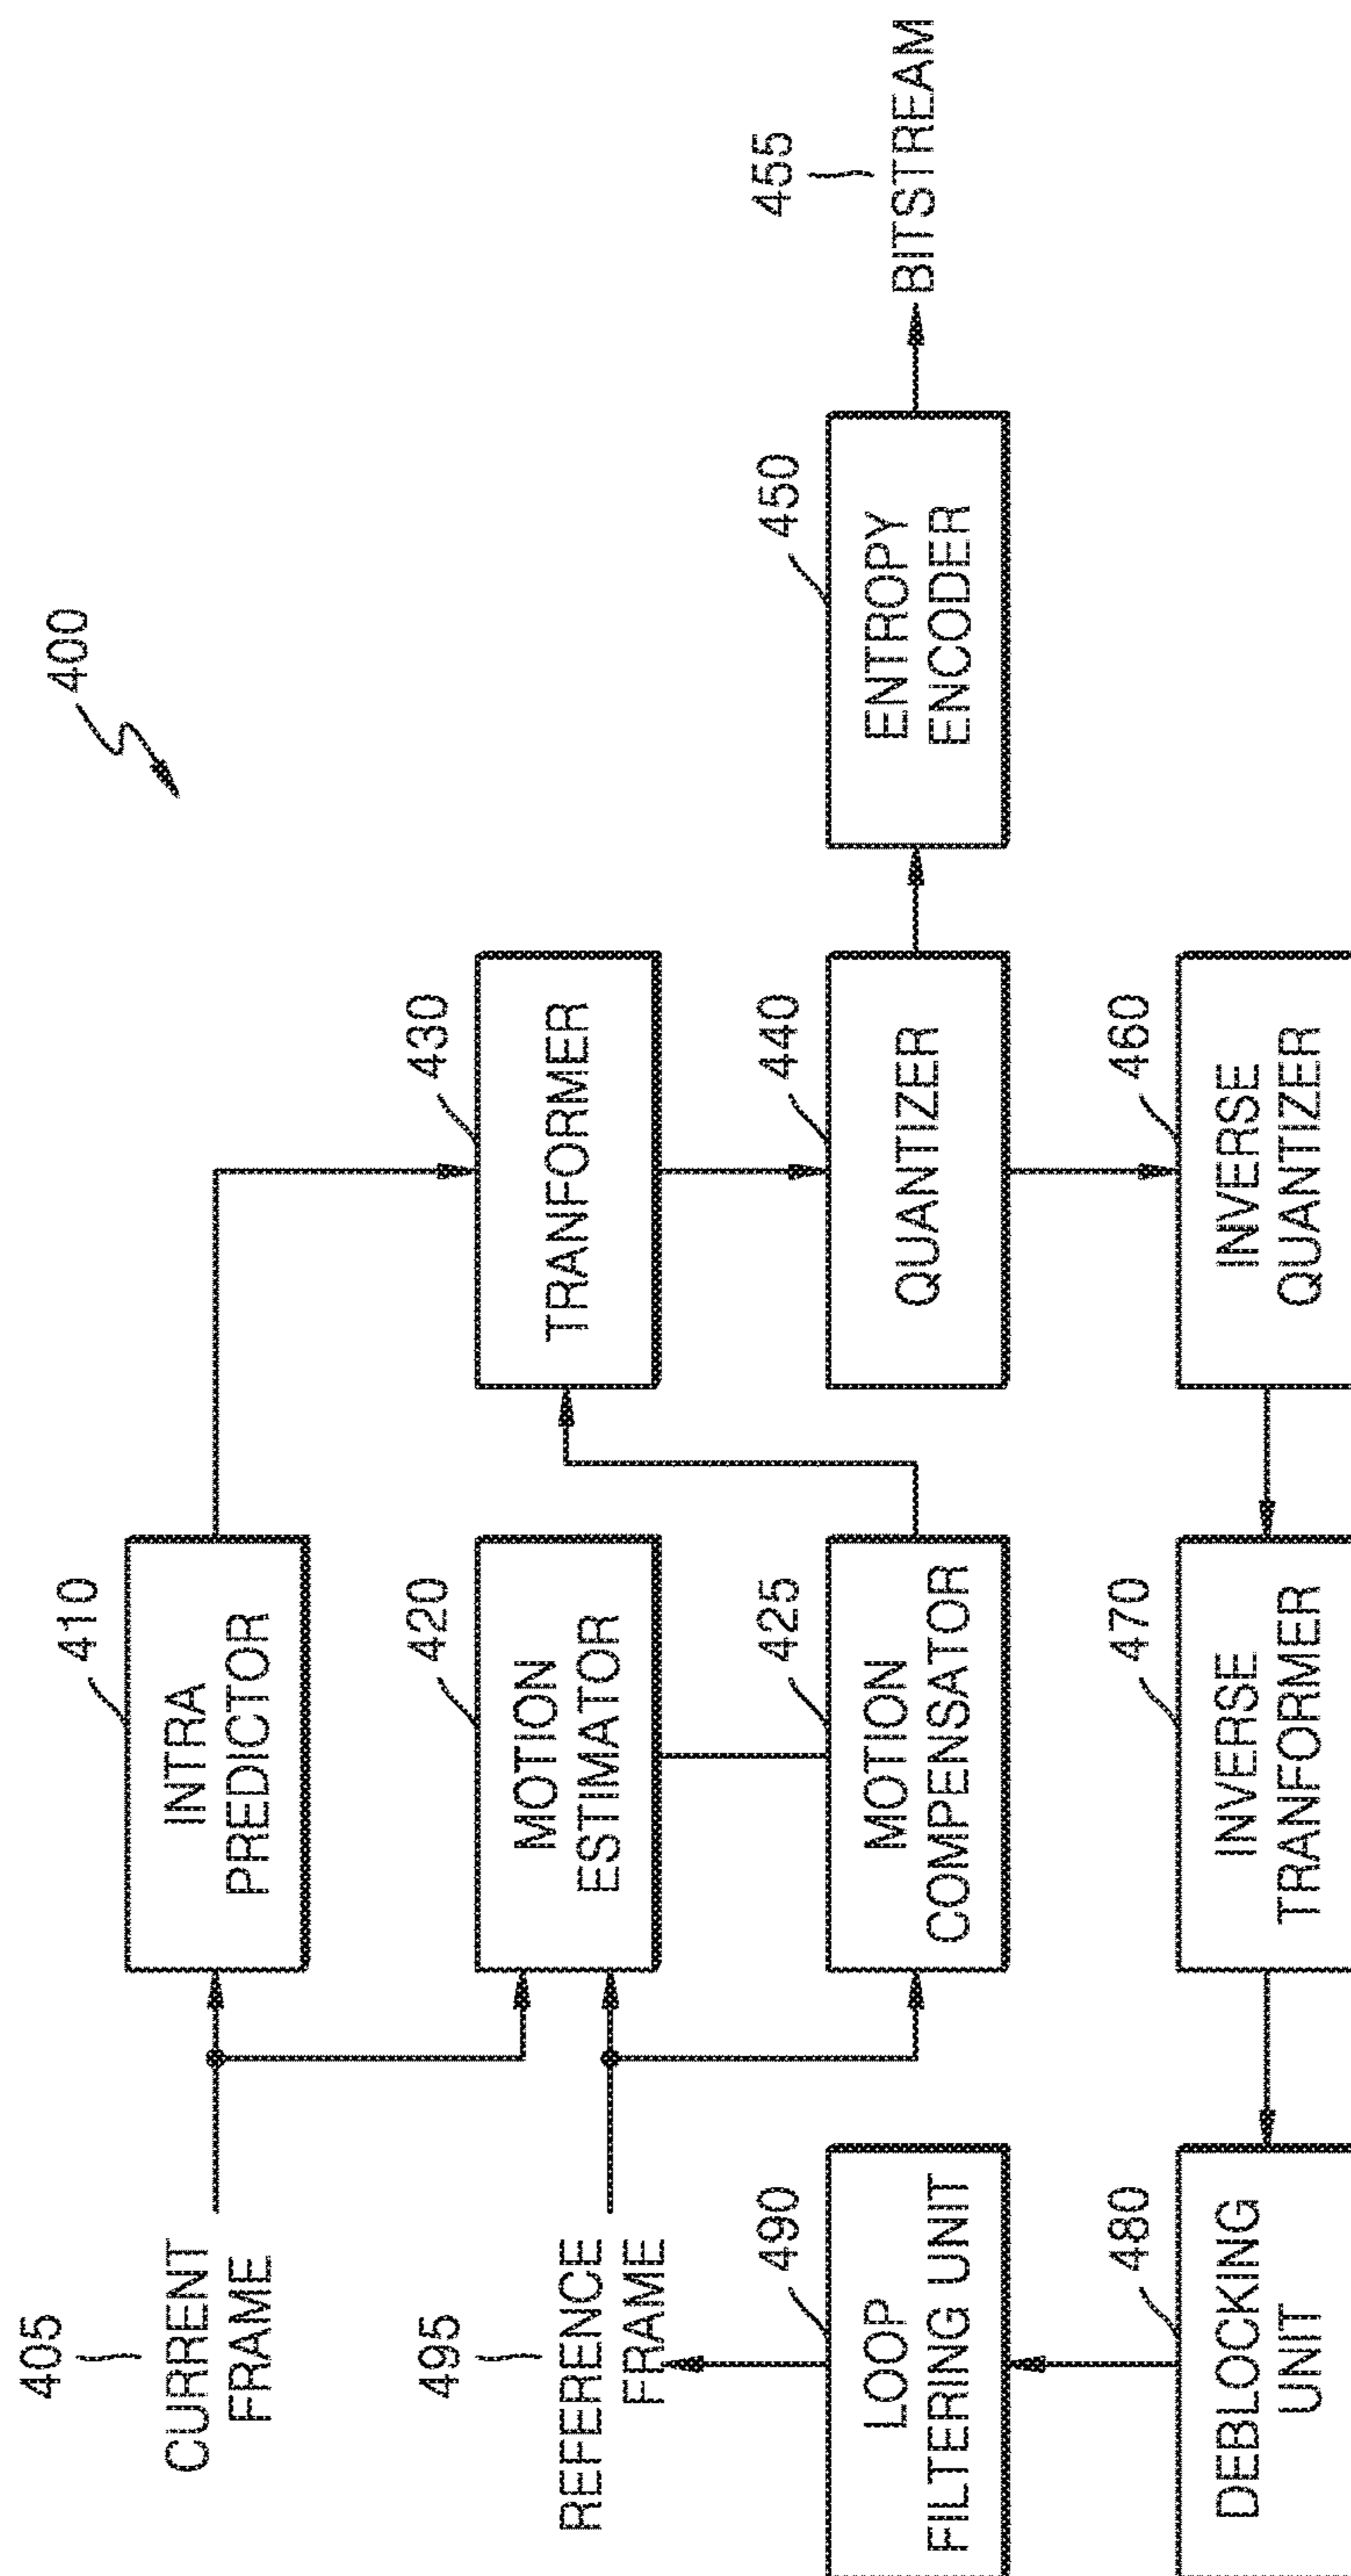 400
405
CURRENT
FRAME
410
INTRA
PREDICTOR
495
REFERENCE
FRAME
420
MOTION
ESTIMATOR
430
TRANFORMER
490
LOOP
FILTERING UNIT
425
MOTION
COMPENSATOR
440
QUANTIZER
450
ENTROPY
ENCODER
455
BITSTREAM
480
DEBLOCKING
UNIT
470
INVERSE
TRANFORMER
460
INVERSE
QUANTIZER